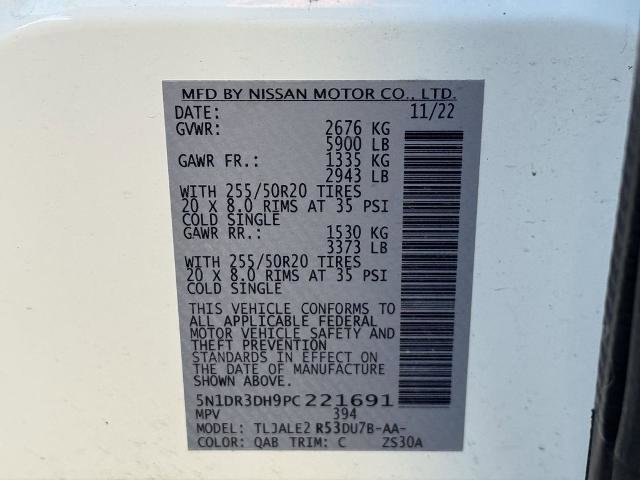 MFD BY NISSAN MOTOR CO., LTD.
DATE: 11/22
GVWR: 2676 KG
5900 LB
GAWR FR.: 1335 KG
2943 LB
WITH 255/50R20 TIRES
20 X 8.0 RIMS AT 35 PSI
COLD SINGLE
GAWR RR.: 1530 KG
3373 LB
WITH 255/50R20 TIRES
20 X 8.0 RIMS AT 35 PSI
COLD SINGLE
THIS VEHICLE CONFORMS TO
ALL APPLICABLE FEDERAL
MOTOR VEHICLE SAFETY AND
THEFT PREVENTION
STANDARDS IN EFFECT ON
THE DATE OF MANUFACTURE
SHOWN ABOVE.
5N1DR3DH9PC221691
MPV 394
MODEL: TLJALE2 R53DU7B-AA-
COLOR: QAB TRIM: C ZS30A